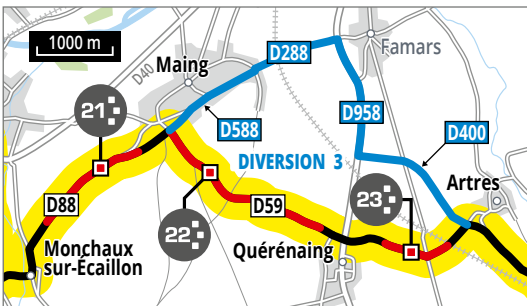 1000 m
D40
Maing
D288
Famars
21
D588
D958
D400
DIVERSION 3
Artres
D88
22
D59
23
Monchaux
sur-Écaillon
Quérénaing